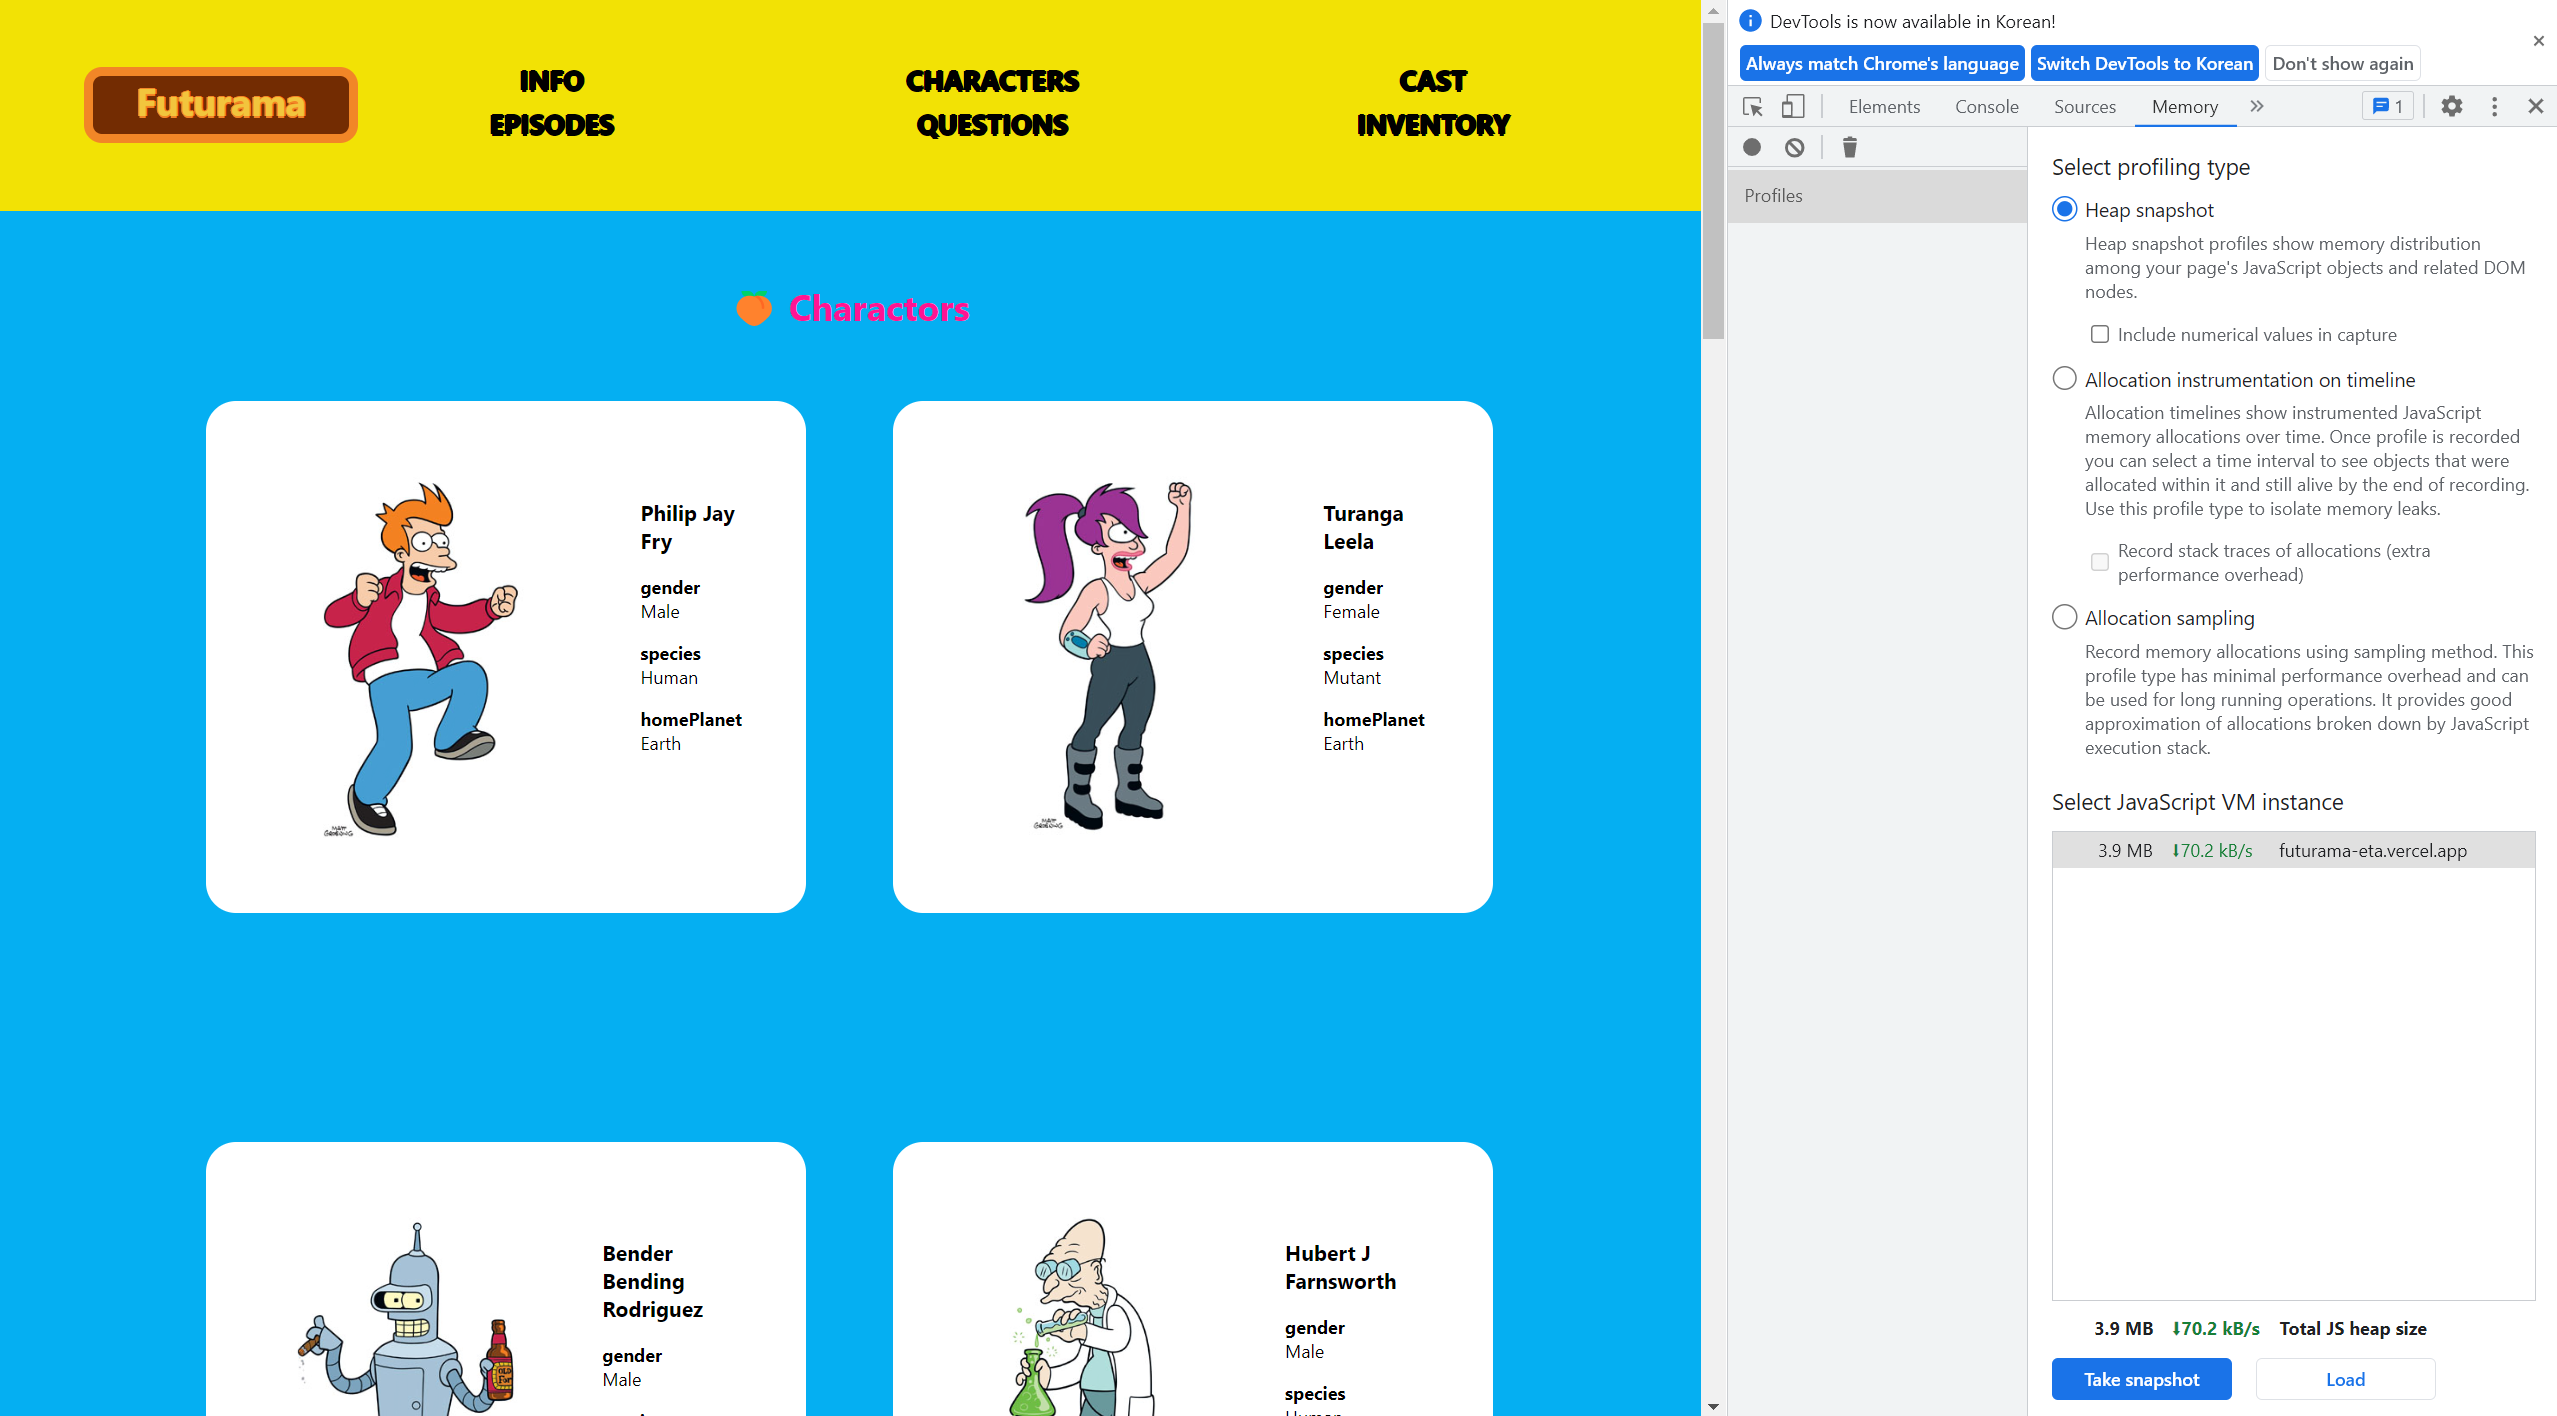 Futurama
INFO
CHARACTERS
CAST
EPISODES
QUESTIONS
INVENTORY
Charactors
Philip Jay
Fry
gender
Male
species
Human
homePlanet
Earth
MATT
GROENING
Turanga
Leela
gender
Female
species
Mutant
homePlanet
Earth
MATT
GROENING
Bender
Bending
Rodriguez
gender
Male
Hubert J
Farnsworth
gender
Male
species
Human
DevTools is now available in Korean!
Always match Chrome's language
Switch DevTools to Korean
Don't show again
Elements
Console
Sources
Memory
1
Profiles
Select profiling type
Heap snapshot
Heap snapshot profiles show memory distribution
among your page's JavaScript objects and related DOM
nodes.
Include numerical values in capture
Allocation instrumentation on timeline
Allocation timelines show instrumented JavaScript
memory allocations over time. Once profile is recorded
you can select a time interval to see objects that were
allocated within it and still alive by the end of recording.
Use this profile type to isolate memory leaks.
Record stack traces of allocations (extra
performance overhead)
Allocation sampling
Record memory allocations using sampling method. This
profile type has minimal performance overhead and can
be used for long running operations. It provides good
approximation of allocations broken down by JavaScript
execution stack.
Select JavaScript VM instance
3.9 MB ⬇70.2 kB/s futurama-eta.vercel.app
3.9 MB ⬇70.2 kB/s Total JS heap size
Take snapshot
Load